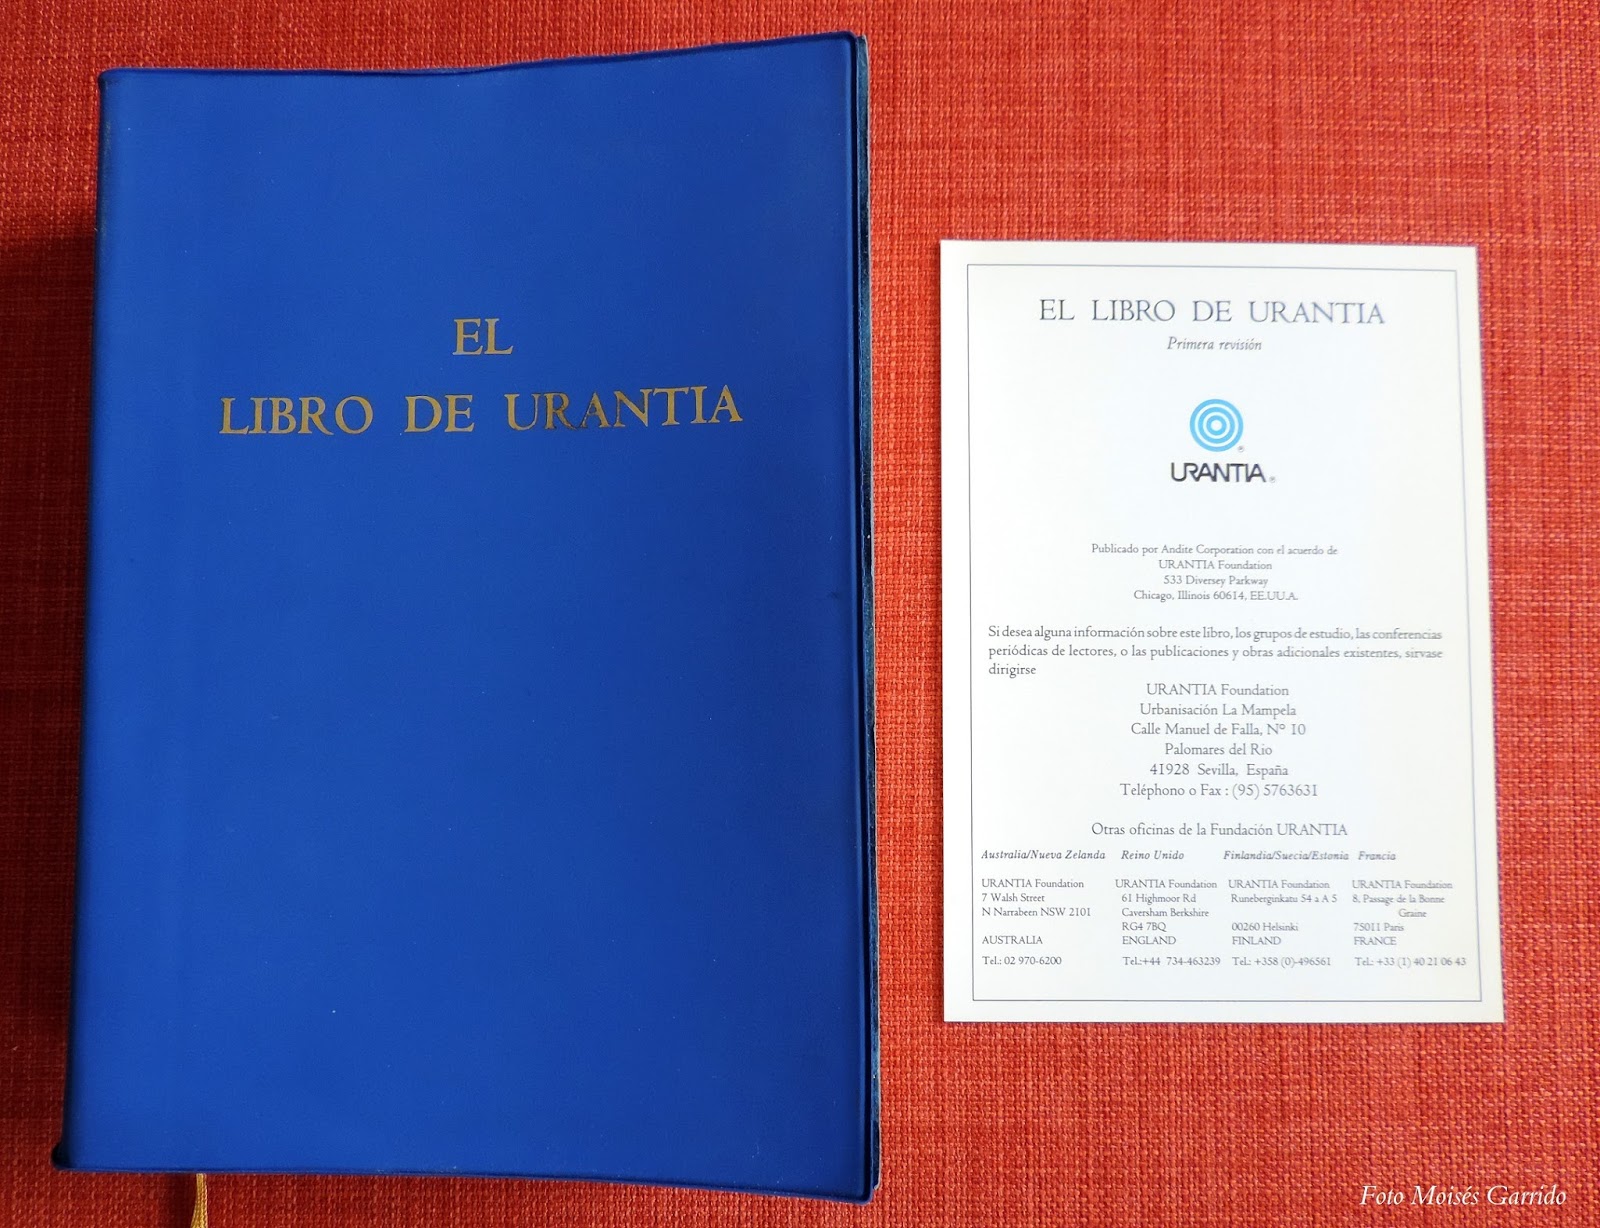 EL
LIBRO DE URANTIA
EL LIBRO DE URANTIA
Primera revisión
®
URANTIA®
Publicado por Andite Corporation con el acuerdo de
URANTIA Foundation
533 Diversey Parkway
Chicago, Illinois 60614, EE.UU.A.
Si desea alguna información sobre este libro, los grupos de estudio, las conferencias
periódicas de lectores, o las publicaciones y obras adicionales existentes, sirvase
dirigirse
URANTIA Foundation
Urbanisación La Mampela
Calle Manuel de Falla, Nº 10
Palomares del Rio
41928 Sevilla, España
Teléphono o Fax : (95) 5763631
Otras oficinas de la Fundación URANTIA
Australia/Nueva Zelanda Reino Unido Finlandia/Suecia/Estonia Francia
URANTIA Foundation URANTIA Foundation URANTIA Foundation URANTIA Foundation
7 Walsh Street 61 Highmoor Rd Runeberginkatu 54 a A 5 8, Passage de la Bonne
N Narrabeen NSW 2101 Caversham Berkshire Graine
RG4 7BQ 00260 Helsinki 75011 Paris
AUSTRALIA ENGLAND FINLAND FRANCE
Tel.: 02 970-6200 Tel.:+44 734-463239 Tel.: +358 (0)-496561 Tel.: +33 (1) 40 21 06 43
Foto Moisés Garrido